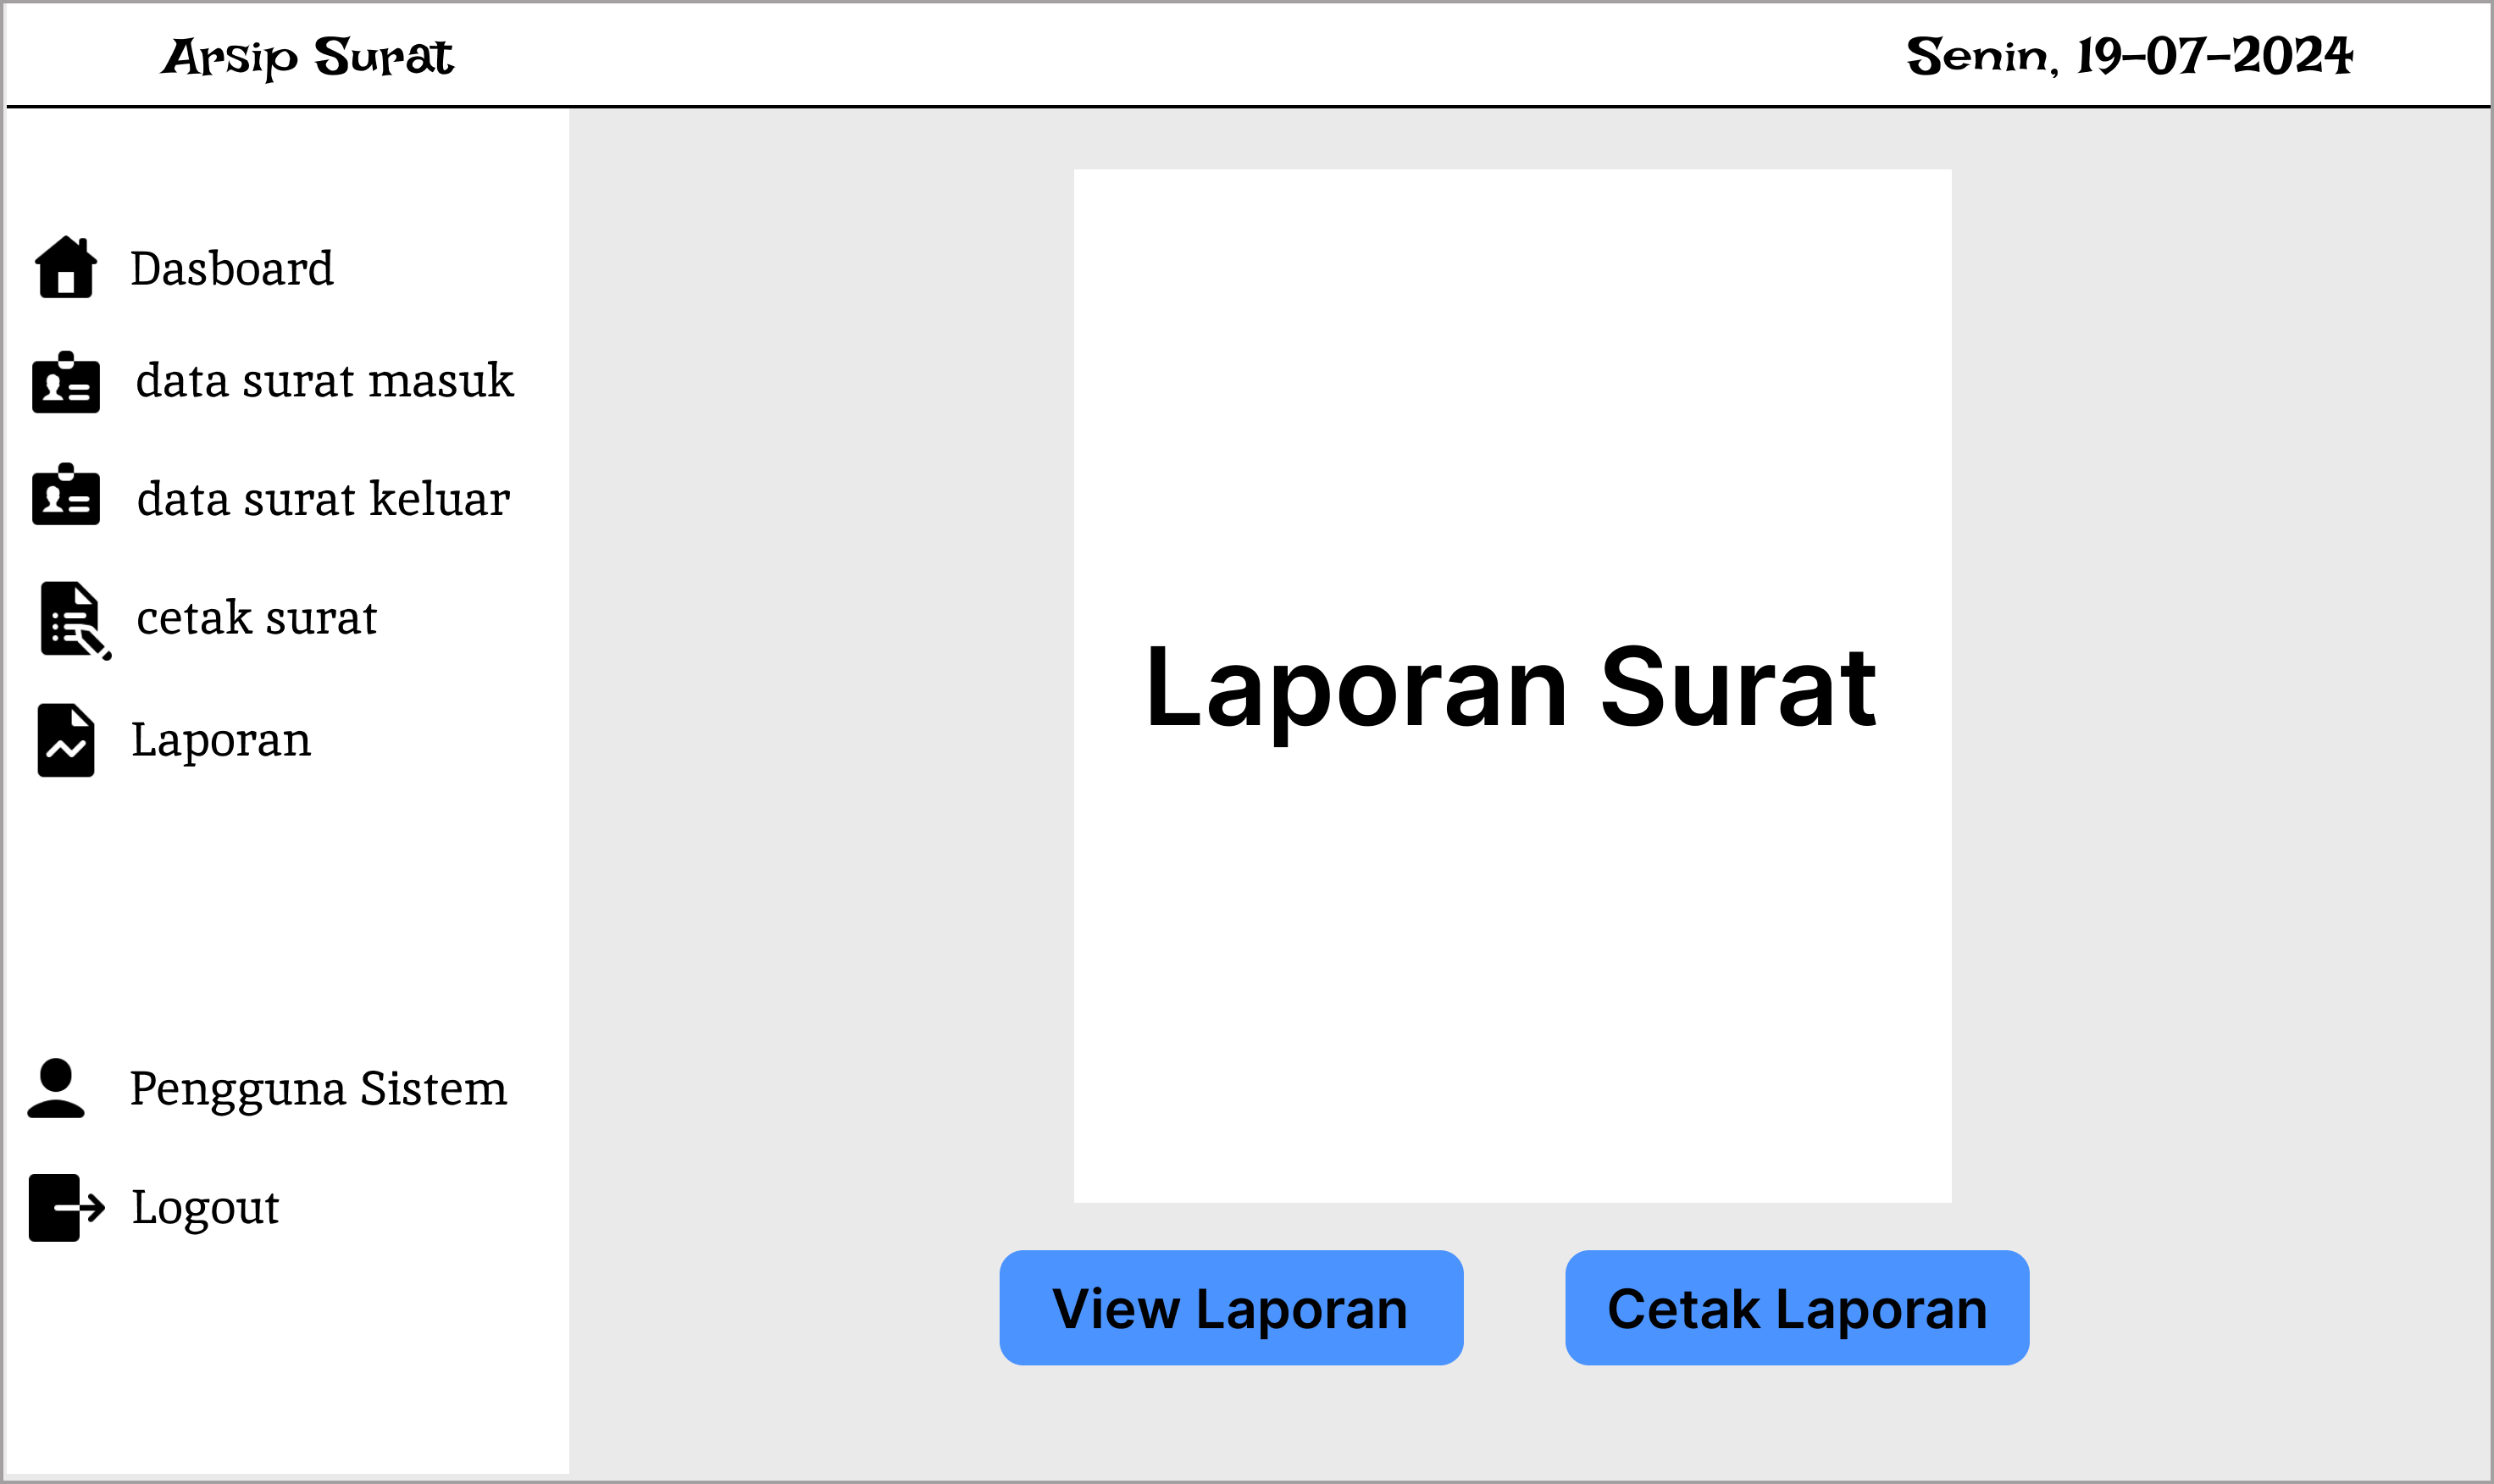 Arsip Surat
Senin, 19-07-2024
Dasboard
data surat masuk
data surat keluar
cetak surat
Laporan
Pengguna Sistem
Logout
Laporan Surat
View Laporan
Cetak Laporan